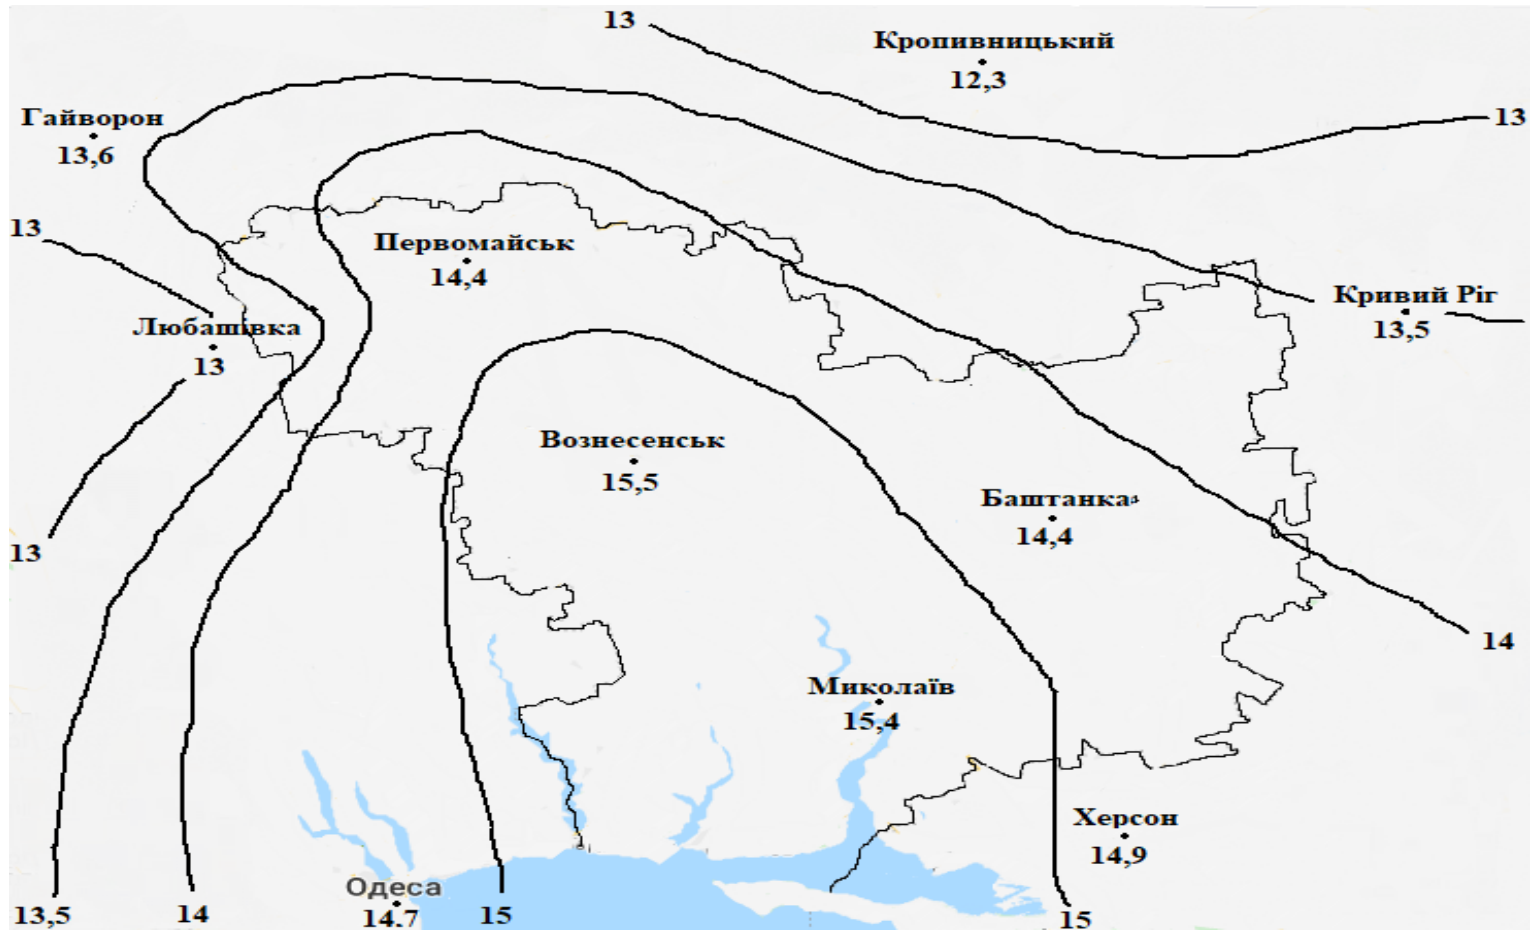 13
Кропивницький
12,3
Гайворон
13,6
13
13
Первомайськ
14,4
Кривий Ріг
13,5
Любашівка
13
Вознесенськ
15,5
Баштанка
14,4
13
14
Миколаїв
15,4
Херсон
14,9
Одеса
14.7
13,5
14
15
15